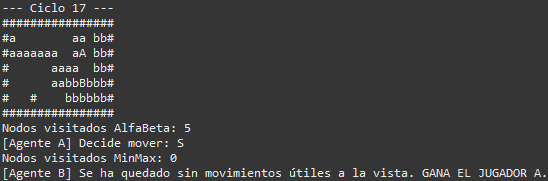 --- Ciclo 17 ---
################
#a        aa bb#
#aaaaaaa  aA bb#
#      aaaa  bb#
#      aabbBbbb#
#   #    bbbbbb#
################
Nodos visitados AlfaBeta: 5
[Agente A] Decide mover: S
Nodos visitados MinMax: 0
[Agente B] Se ha quedado sin movimientos útiles a la vista. GANA EL JUGADOR A.